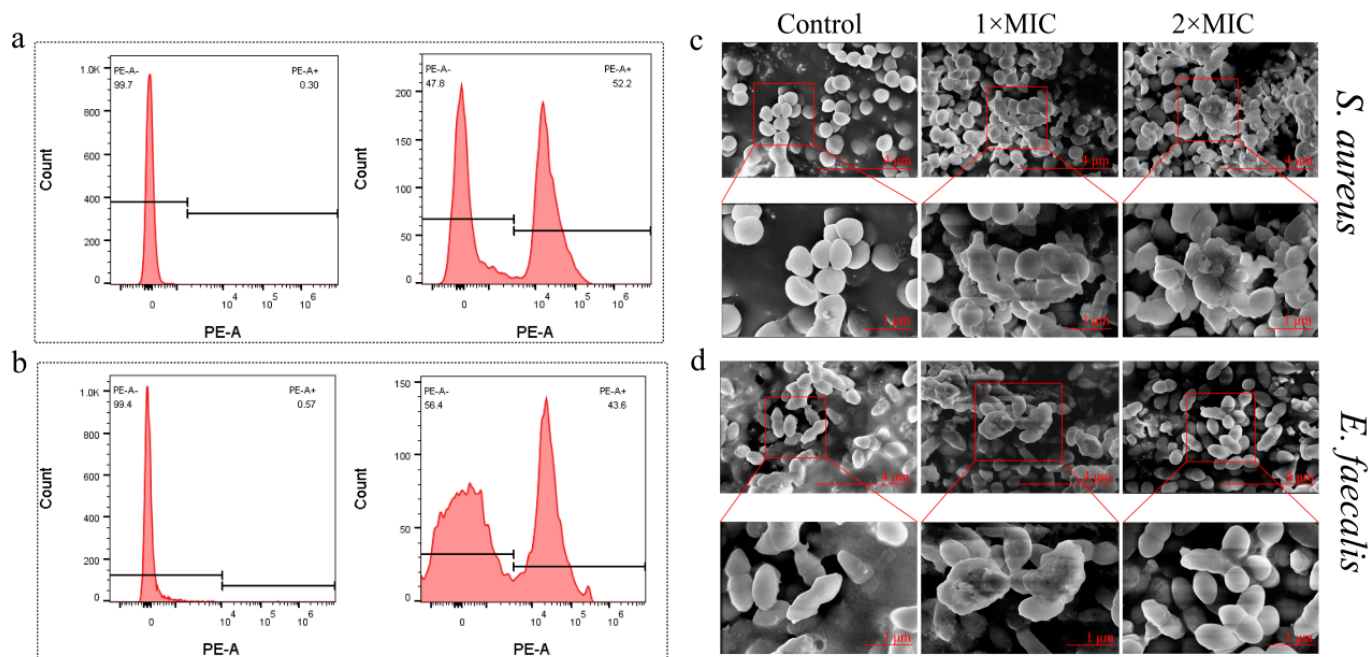 a
PE-A-
99.7
PE-A+
0.30
1.0K
800
600
400
200
0
Count
0
10^4
10^5
10^6
PE-A
PE-A-
47.8
PE-A+
52.2
200
150
100
50
0
Count
0
10^4
10^5
10^6
PE-A
b
PE-A-
99.4
PE-A+
0.57
1.0K
800
600
400
200
0
Count
0
10^4
10^5
10^6
PE-A
PE-A-
56.4
PE-A+
43.6
150
100
50
0
Count
0
10^4
10^5
10^6
PE-A
c
Control
1×MIC
2×MIC
4 μm
4 μm
4 μm
1 μm
1 μm
1 μm
S. aureus
d
4 μm
4 μm
4 μm
1 μm
1 μm
1 μm
E. faecalis